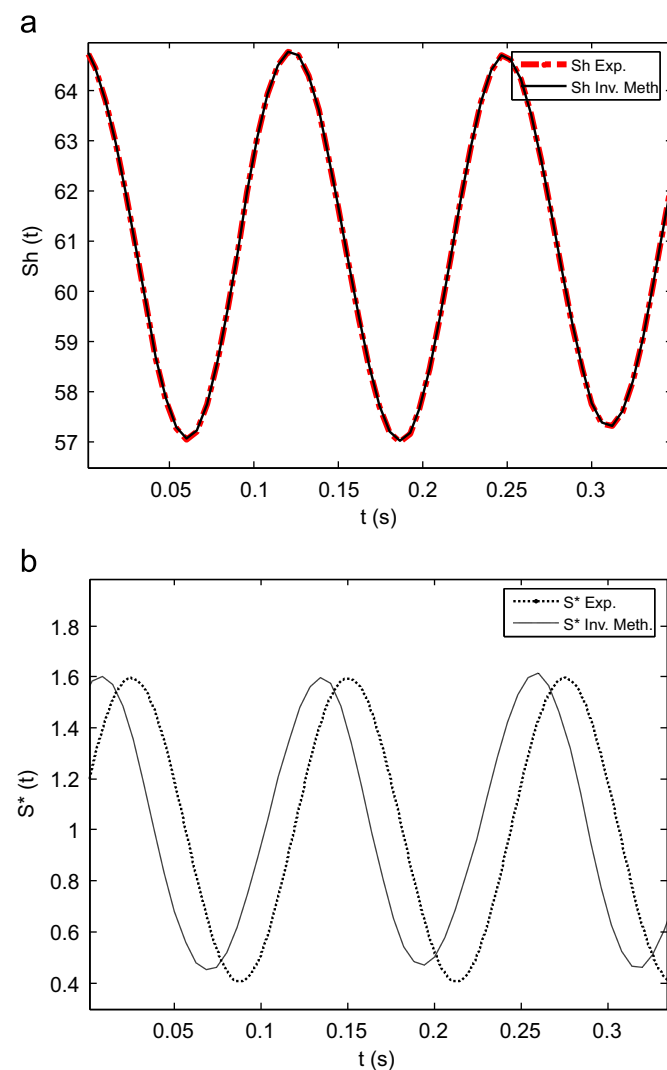 a
Sh Exp.
Sh Inv. Meth.
64
63
62
61
60
59
58
57
Sh (t)
0.05 0.1 0.15 0.2 0.25 0.3
t (s)
b
S* Exp.
S* Inv. Meth.
1.8
1.6
1.4
1.2
1
0.8
0.6
0.4
S* (t)
0.05 0.1 0.15 0.2 0.25 0.3
t (s)